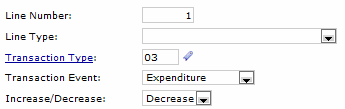 Line Number: 1
Line Type:
Transaction Type: 03
Transaction Event: Expenditure
Increase/Decrease: Decrease